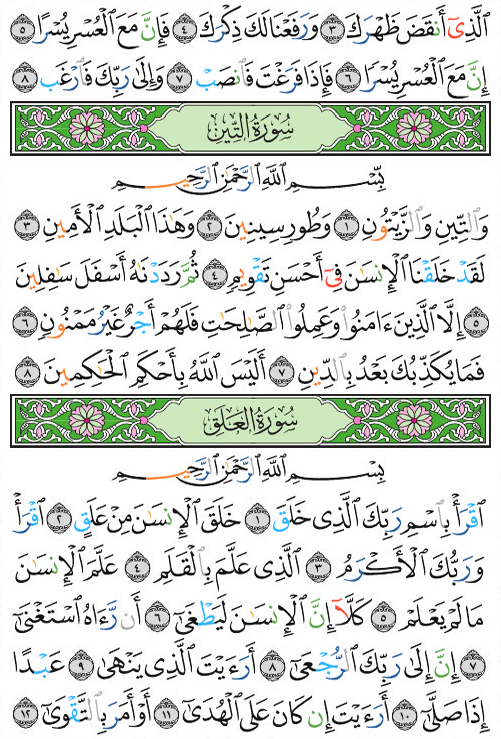 ٱلَّذِىٓ أَنقَضَ ظَهْرَكَ ٣ وَرَفَعْنَا لَكَ ذِكْرَكَ ٤ فَإِنَّ مَعَ ٱلْعُسْرِ يُسْرًا ٥
إِنَّ مَعَ ٱلْعُسْرِ يُسْرًا ٦ فَإِذَا فَرَغْتَ فَٱنصَبْ ٧ وَإِلَىٰ رَبِّكَ فَٱرْغَب ٨
سُورَةُ التِّينِ
بِسْمِ ٱللَّهِ ٱلرَّحْمَٰنِ ٱلرَّحِيمِ
وَٱلتِّينِ وَٱلزَّيْتُونِ ١ وَطُورِ سِينِينَ ٢ وَهَٰذَا ٱلْبَلَدِ ٱلْأَمِينِ ٣
لَقَدْ خَلَقْنَا ٱلْإِنسَٰنَ فِىٓ أَحْسَنِ تَقْوِيمٍ ٤ ثُمَّ رَدَدْنَٰهُ أَسْفَلَ سَٰفِلِينَ
٥ إِلَّا ٱلَّذِينَ ءَامَنُوا۟ وَعَمِلُوا۟ ٱلصَّٰلِحَٰتِ فَلَهُمْ أَجْرٌ غَيْرُ مَمْنُونٍ ٦
فَمَا يُكَذِّبُكَ بَعْدُ بِٱلدِّينِ ٧ أَلَيْسَ ٱللَّهُ بِأَحْكَمِ ٱلْحَٰكِمِينَ ٨
سُورَةُ العَلَقِ
بِسْمِ ٱللَّهِ ٱلرَّحْمَٰنِ ٱلرَّحِيمِ
ٱقْرَأْ بِٱسْمِ رَبِّكَ ٱلَّذِى خَلَقَ ١ خَلَقَ ٱلْإِنسَٰنَ مِنْ عَلَقٍ ٢ ٱقْرَأْ
وَرَبُّكَ ٱلْأَكْرَمُ ٣ ٱلَّذِى عَلَّمَ بِٱلْقَلَمِ ٤ عَلَّمَ ٱلْإِنسَٰنَ
مَا لَمْ يَعْلَمْ ٥ كَلَّآ إِنَّ ٱلْإِنسَٰنَ لَيَطْغَىٰٓ ٦ أَن رَّءَاهُ ٱسْتَغْنَىٰٓ
٧ إِنَّ إِلَىٰ رَبِّكَ ٱلرُّجْعَىٰٓ ٨ أَرَءَيْتَ ٱلَّذِى يَنْهَىٰ ٩ عَبْدًا
إِذَا صَلَّىٰٓ ١٠ أَرَءَيْتَ إِن كَانَ عَلَى ٱلْهُدَىٰٓ ١١ أَوْ أَمَرَ بِٱلتَّقْوَىٰٓ ١٢